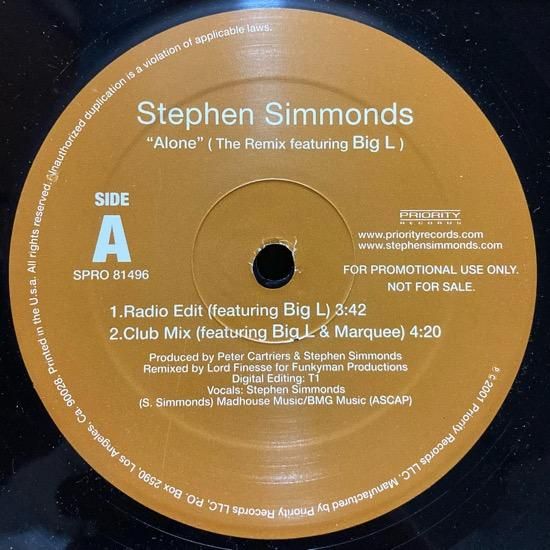 Stephen Simmonds
“Alone” ( The Remix featuring Big L )
SIDE
A
SPRO 81496
PRIORITY
RECORDS
www.priorityrecords.com
www.stephensimmonds.com
FOR PROMOTIONAL USE ONLY.
NOT FOR SALE.
1.Radio Edit (featuring Big L) 3:42
2.Club Mix (featuring Big L & Marquee) 4:20
Produced by Peter Cartriers & Stephen Simmonds
Remixed by Lord Finesse for Funkyman Productions
Digital Editing: T1
Vocals: Stephen Simmonds
(S. Simmonds) Madhouse Music/BMG Music (ASCAP)
℗ © 2001 Priority Records LLC. Manufactured by Priority Records LLC, P.O. Box 2590, Los Angeles, Ca. 90028. Printed in the U.s.a. All rights reserved. Unauthorized duplication is a violation of applicable laws.